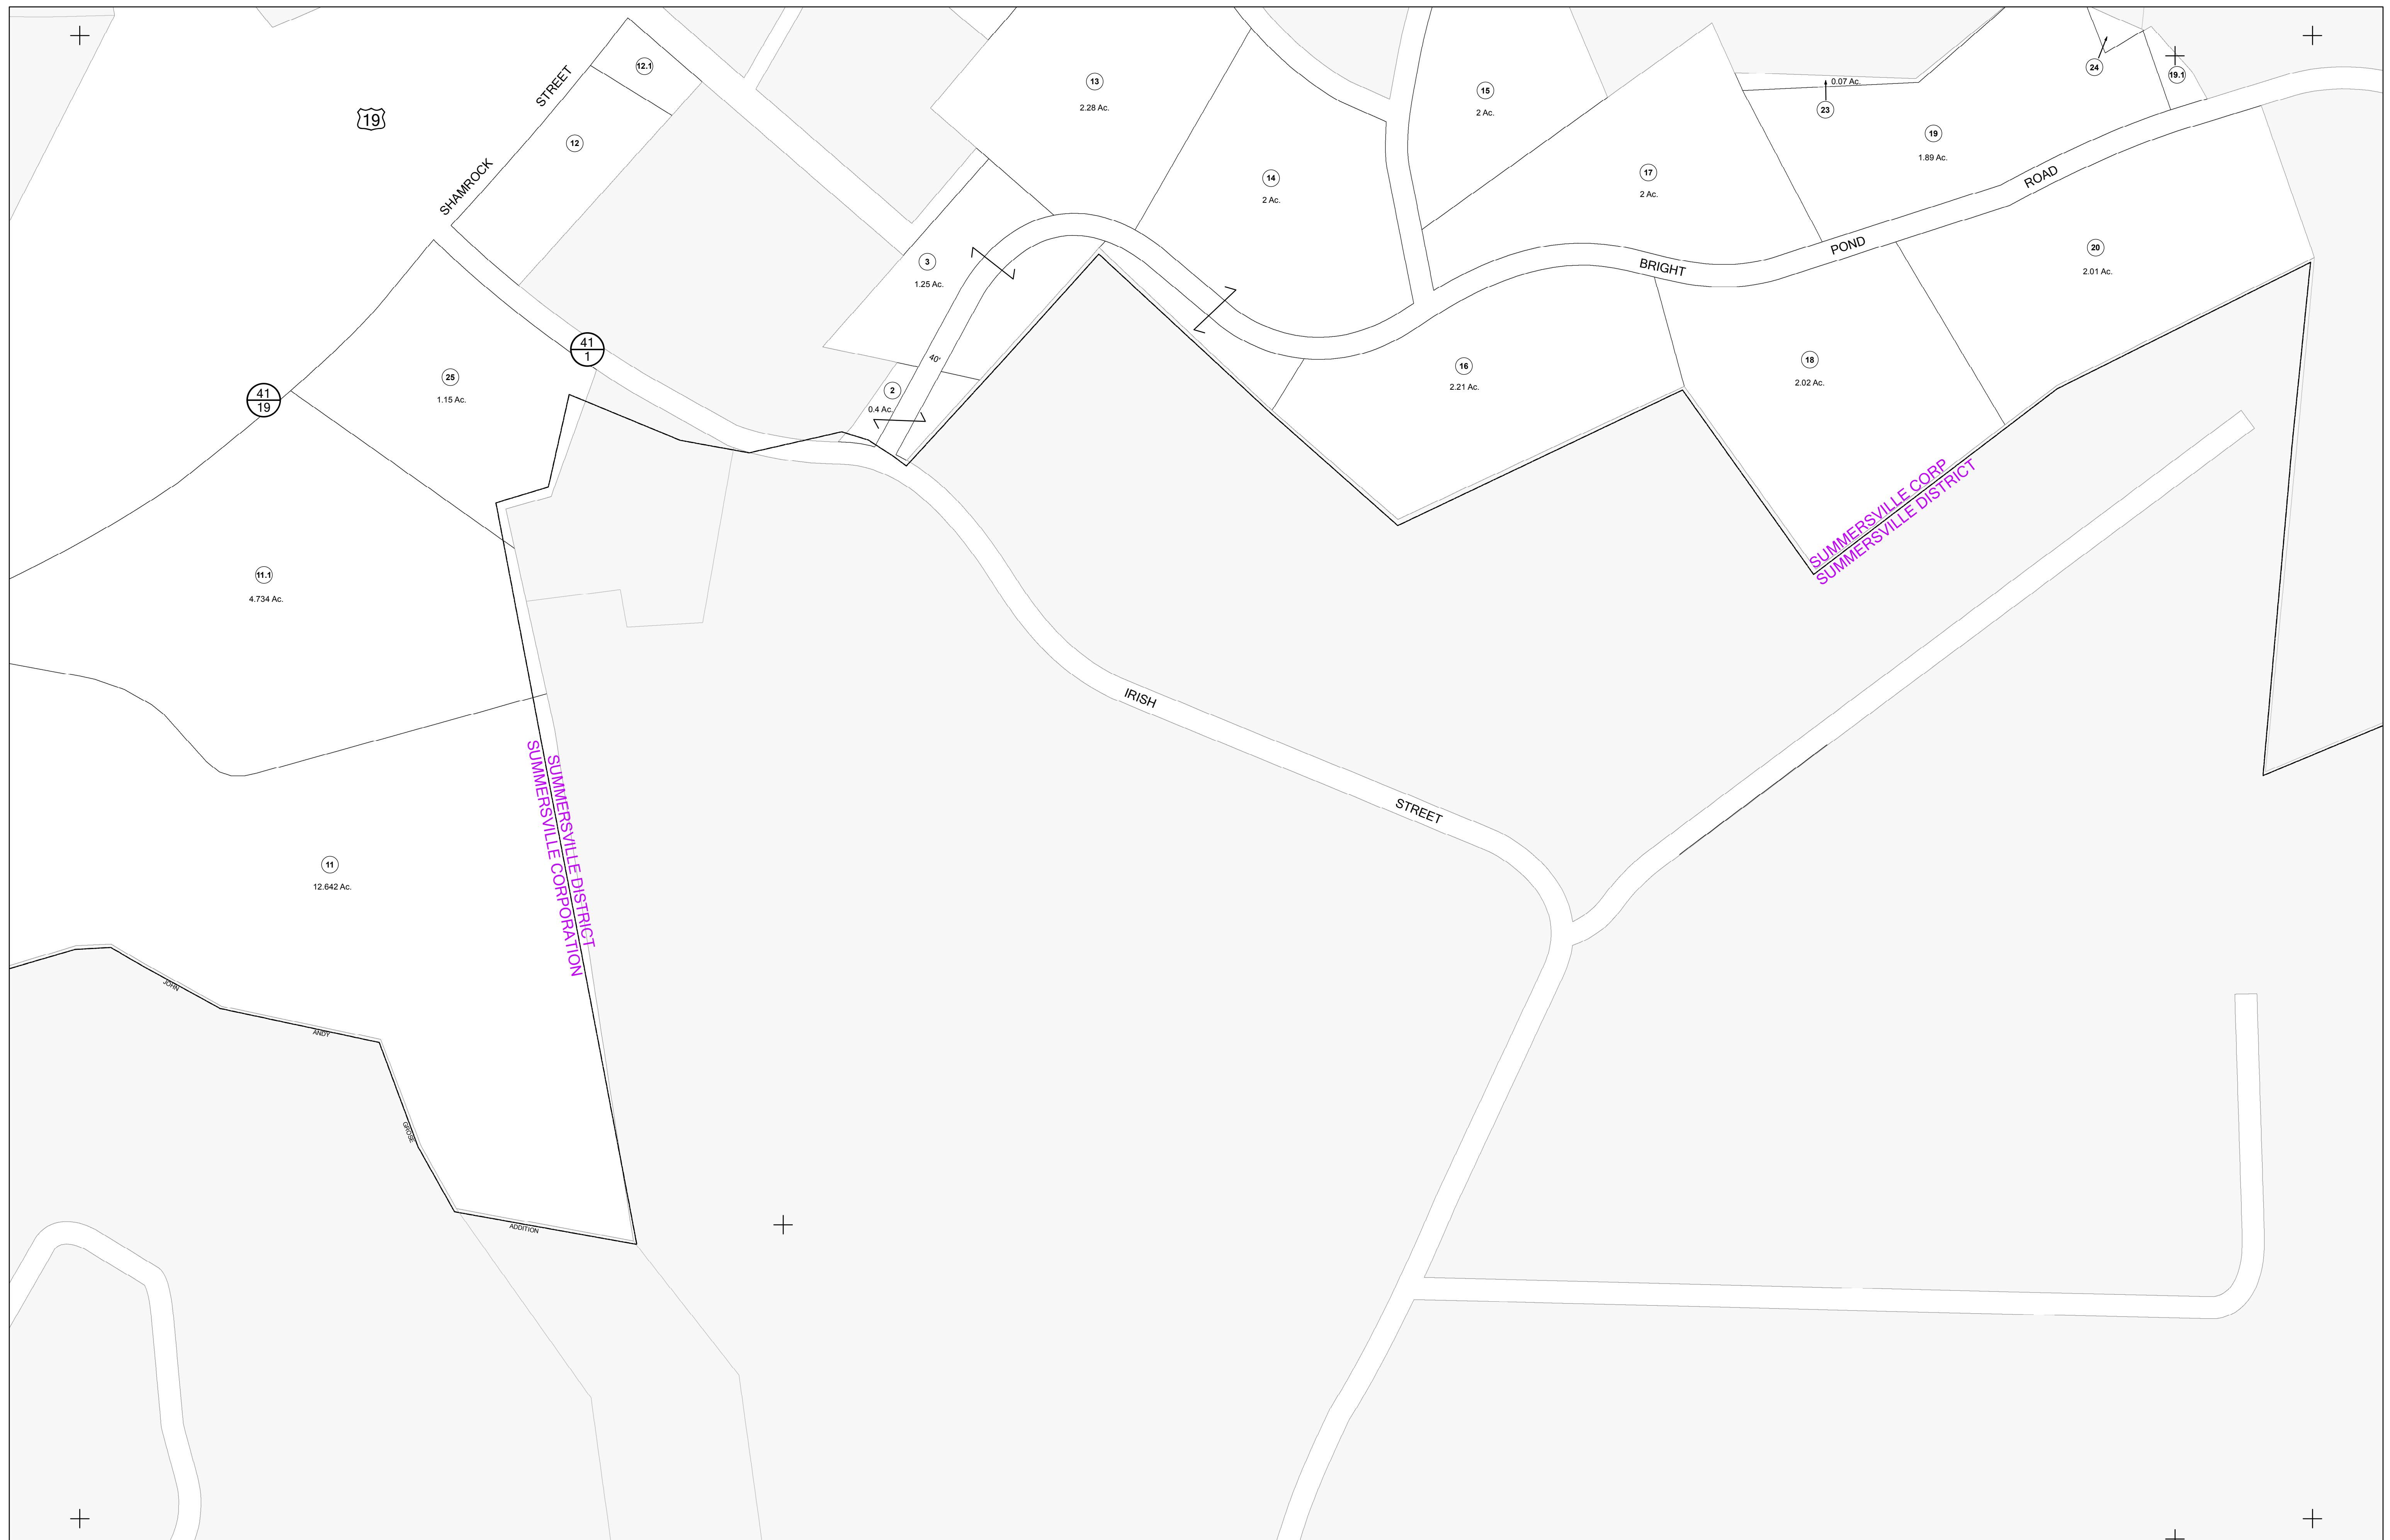 12.1
STREET
19
12
SHAMROCK
13
2.28 Ac.
15
2 Ac.
0.07 Ac.
23
24
19.1
19
1.89 Ac.
14
2 Ac.
17
2 Ac.
ROAD
POND
BRIGHT
20
2.01 Ac.
3
1.25 Ac.
41
1
40'
41
19
25
1.15 Ac.
2
0.4 Ac.
16
2.21 Ac.
18
2.02 Ac.
SUMMERSVILLE CORP
SUMMERSVILLE DISTRICT
11.1
4.734 Ac.
IRISH
STREET
SUMMERSVILLE DISTRICT
SUMMERSVILLE CORPORATION
11
12.642 Ac.
JOHN
ANDY
GROSE
ADDITION